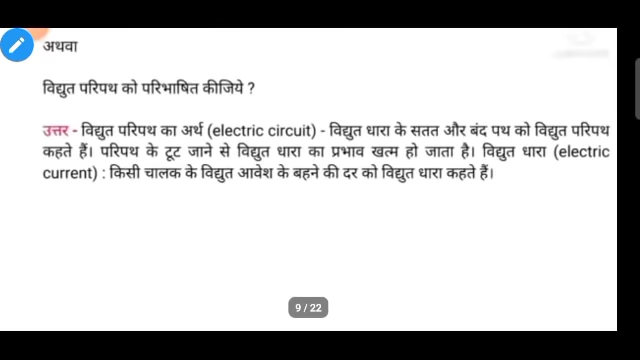 अथवा
विद्युत परिपथ को परिभाषित कीजिये ?
उत्तर - विद्युत परिपथ का अर्थ (electric circuit) - विद्युत धारा के सतत और बंद पथ को विद्युत परिपथ
कहते हैं। परिपथ के टूट जाने से विद्युत धारा का प्रभाव खत्म हो जाता है। विद्युत धारा (electric
current) : किसी चालक के विद्युत आवेश के बहने की दर को विद्युत धारा कहते हैं।
9 / 22